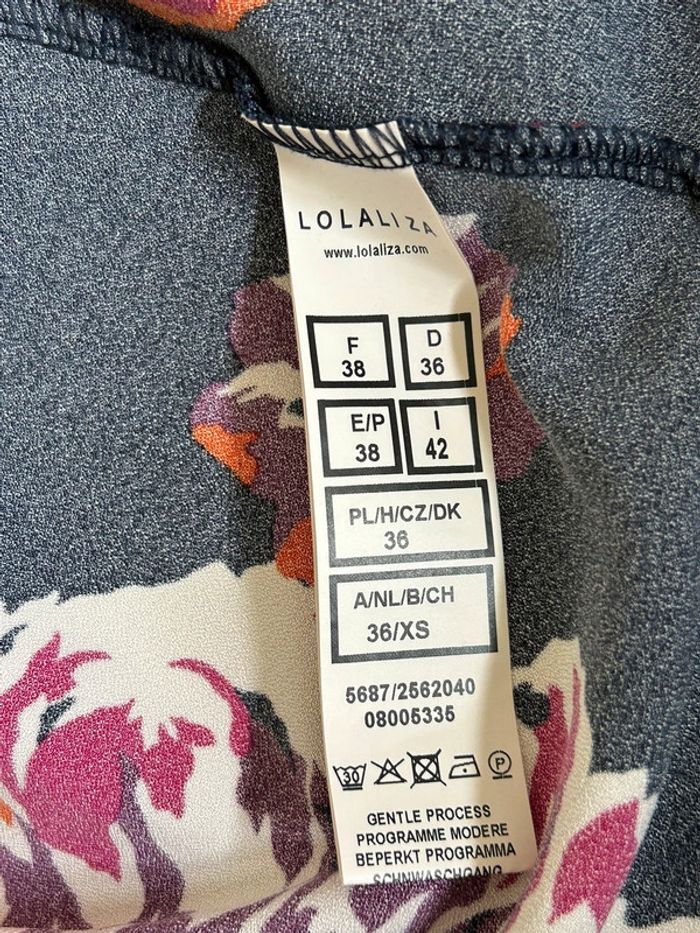 LOLALIZA
www.lolaliza.com
F D
38 36
E/P I
38 42
PL/H/CZ/DK
36
A/NL/B/CH
36/XS
5687/2562040
08005335
30 P
GENTLE PROCESS
PROGRAMME MODERE
BEPERKT PROGRAMMA
SCHNWASCHGANG